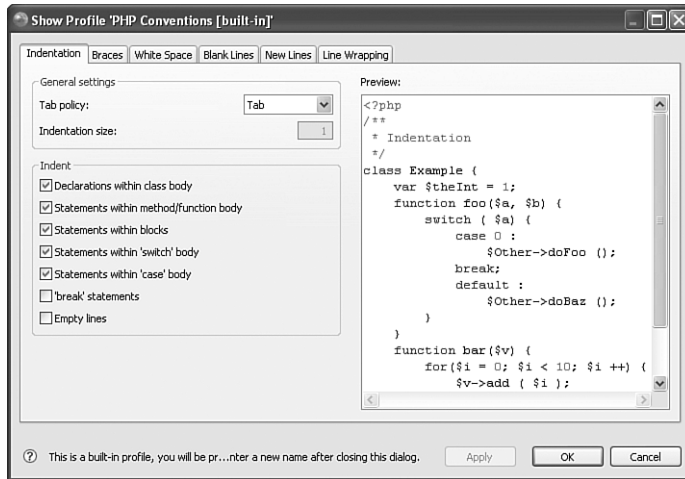 Show Profile 'PHP Conventions [built-in]'
Indentation Braces White Space Blank Lines New Lines Line Wrapping
General settings
Tab policy: Tab
Indentation size: 1
Indent
Declarations within class body
Statements within method/function body
Statements within blocks
Statements within 'switch' body
Statements within 'case' body
'break' statements
Empty lines
Preview:
<?php
/**
 * Indentation
 */
class Example {
    var $theInt = 1;
    function foo($a, $b) {
        switch ( $a) {
            case 0 :
                $Other->doFoo ();
            break;
            default :
                $Other->doBaz ();
        }
    }
    function bar($v) {
        for($i = 0; $i < 10; $i ++) {
            $v->add ( $i );
? This is a built-in profile, you will be pr...nter a new name after closing this dialog. Apply OK Cancel